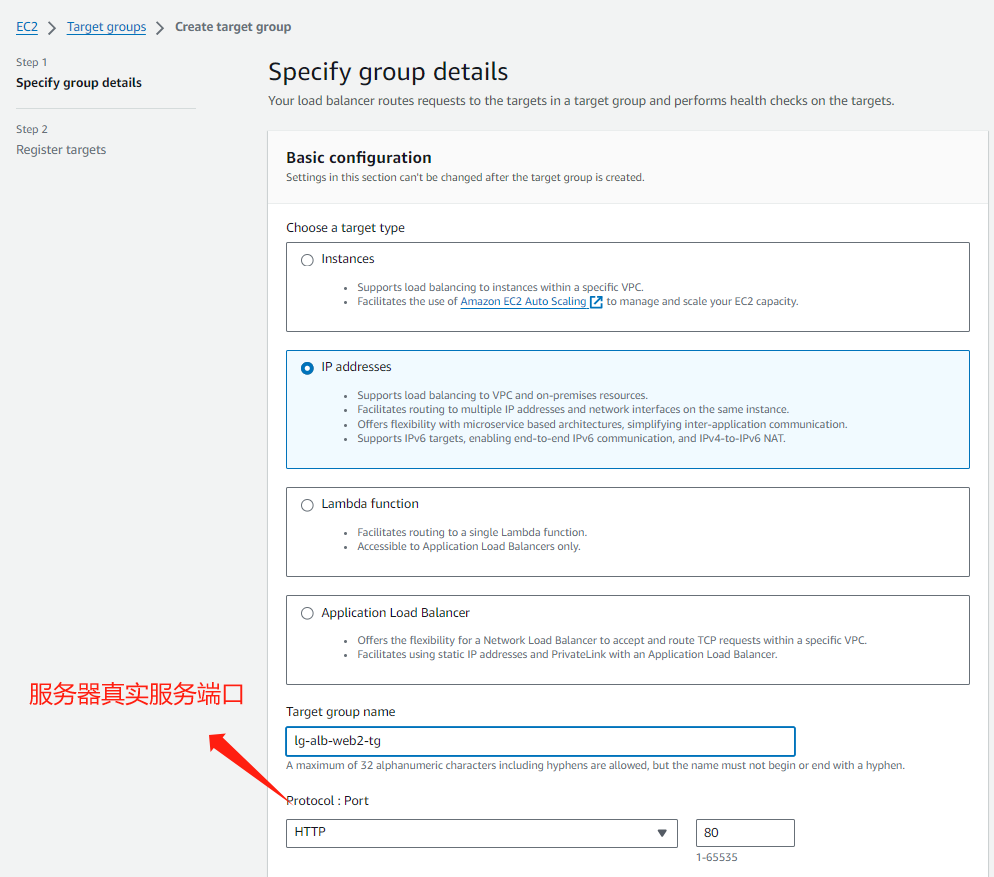 EC2 > Target groups > Create target group
Step 1
Specify group details
Step 2
Register targets
Specify group details
Your load balancer routes requests to the targets in a target group and performs health checks on the targets.
Basic configuration
Settings in this section can't be changed after the target group is created.
Choose a target type
Instances
• Supports load balancing to instances within a specific VPC.
• Facilitates the use of Amazon EC2 Auto Scaling to manage and scale your EC2 capacity.
IP addresses
• Supports load balancing to VPC and on-premises resources.
• Facilitates routing to multiple IP addresses and network interfaces on the same instance.
• Offers flexibility with microservice based architectures, simplifying inter-application communication.
• Supports IPv6 targets, enabling end-to-end IPv6 communication, and IPv4-to-IPv6 NAT.
Lambda function
• Facilitates routing to a single Lambda function.
• Accessible to Application Load Balancers only.
Application Load Balancer
• Offers the flexibility for a Network Load Balancer to accept and route TCP requests within a specific VPC.
• Facilitates using static IP addresses and PrivateLink with an Application Load Balancer.
服务器真实服务端口
Target group name
lg-alb-web2-tg
A maximum of 32 alphanumeric characters including hyphens are allowed, but the name must not begin or end with a hyphen.
Protocol : Port
HTTP
80
1-65535